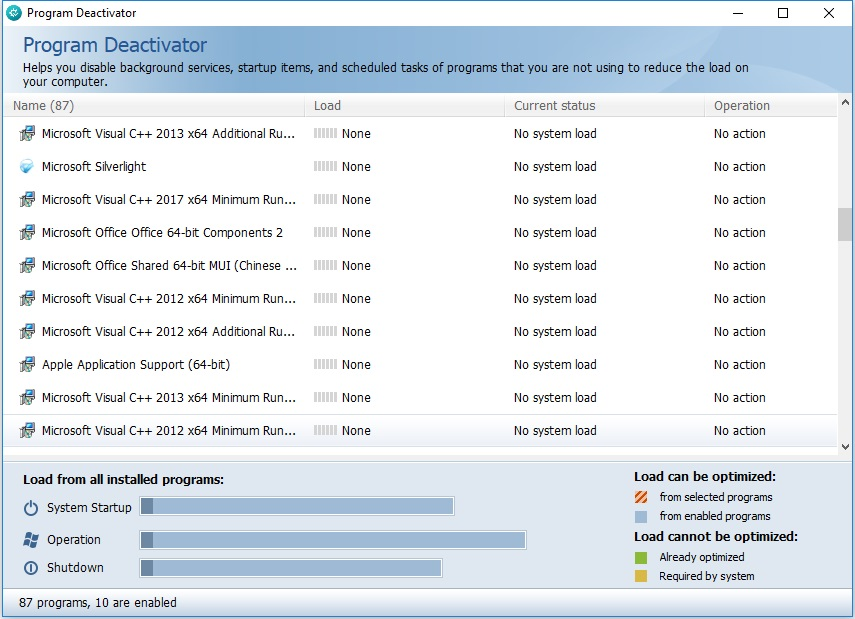 Program Deactivator
Program Deactivator
Helps you disable background services, startup items, and scheduled tasks of programs that you are not using to reduce the load on
your computer.
Name (87) Load Current status Operation
Microsoft Visual C++ 2013 x64 Additional Ru... None No system load No action
Microsoft Silverlight None No system load No action
Microsoft Visual C++ 2017 x64 Minimum Run... None No system load No action
Microsoft Office Office 64-bit Components 2 None No system load No action
Microsoft Office Shared 64-bit MUI (Chinese ... None No system load No action
Microsoft Visual C++ 2012 x64 Minimum Run... None No system load No action
Microsoft Visual C++ 2012 x64 Additional Ru... None No system load No action
Apple Application Support (64-bit) None No system load No action
Microsoft Visual C++ 2013 x64 Minimum Run... None No system load No action
Microsoft Visual C++ 2012 x64 Minimum Run... None No system load No action
Load from all installed programs:
System Startup
Operation
Shutdown
Load can be optimized:
from selected programs
from enabled programs
Load cannot be optimized:
Already optimized
Required by system
87 programs, 10 are enabled